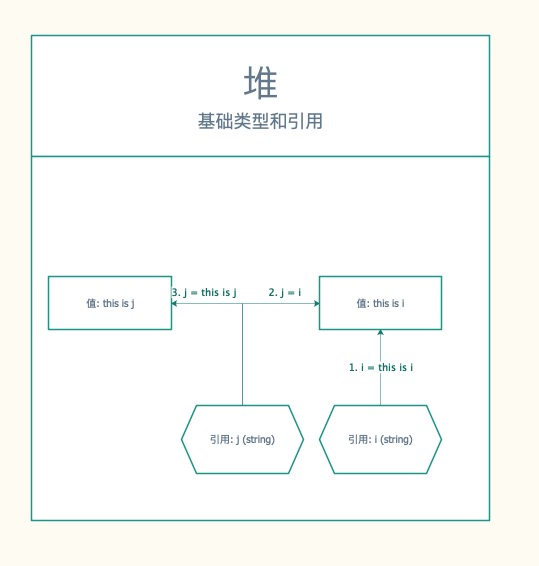 堆
基础类型和引用
3. j = this is j
2. j = i
值: this is j
值: this is i
1. i = this is i
引用: j (string)
引用: i (string)